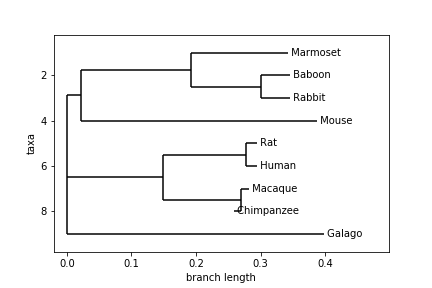 Marmoset
Baboon
Rabbit
Mouse
Rat
Human
Macaque
Chimpanzee
Galago
taxa
2
4
6
8
0.0 0.1 0.2 0.3 0.4
branch length